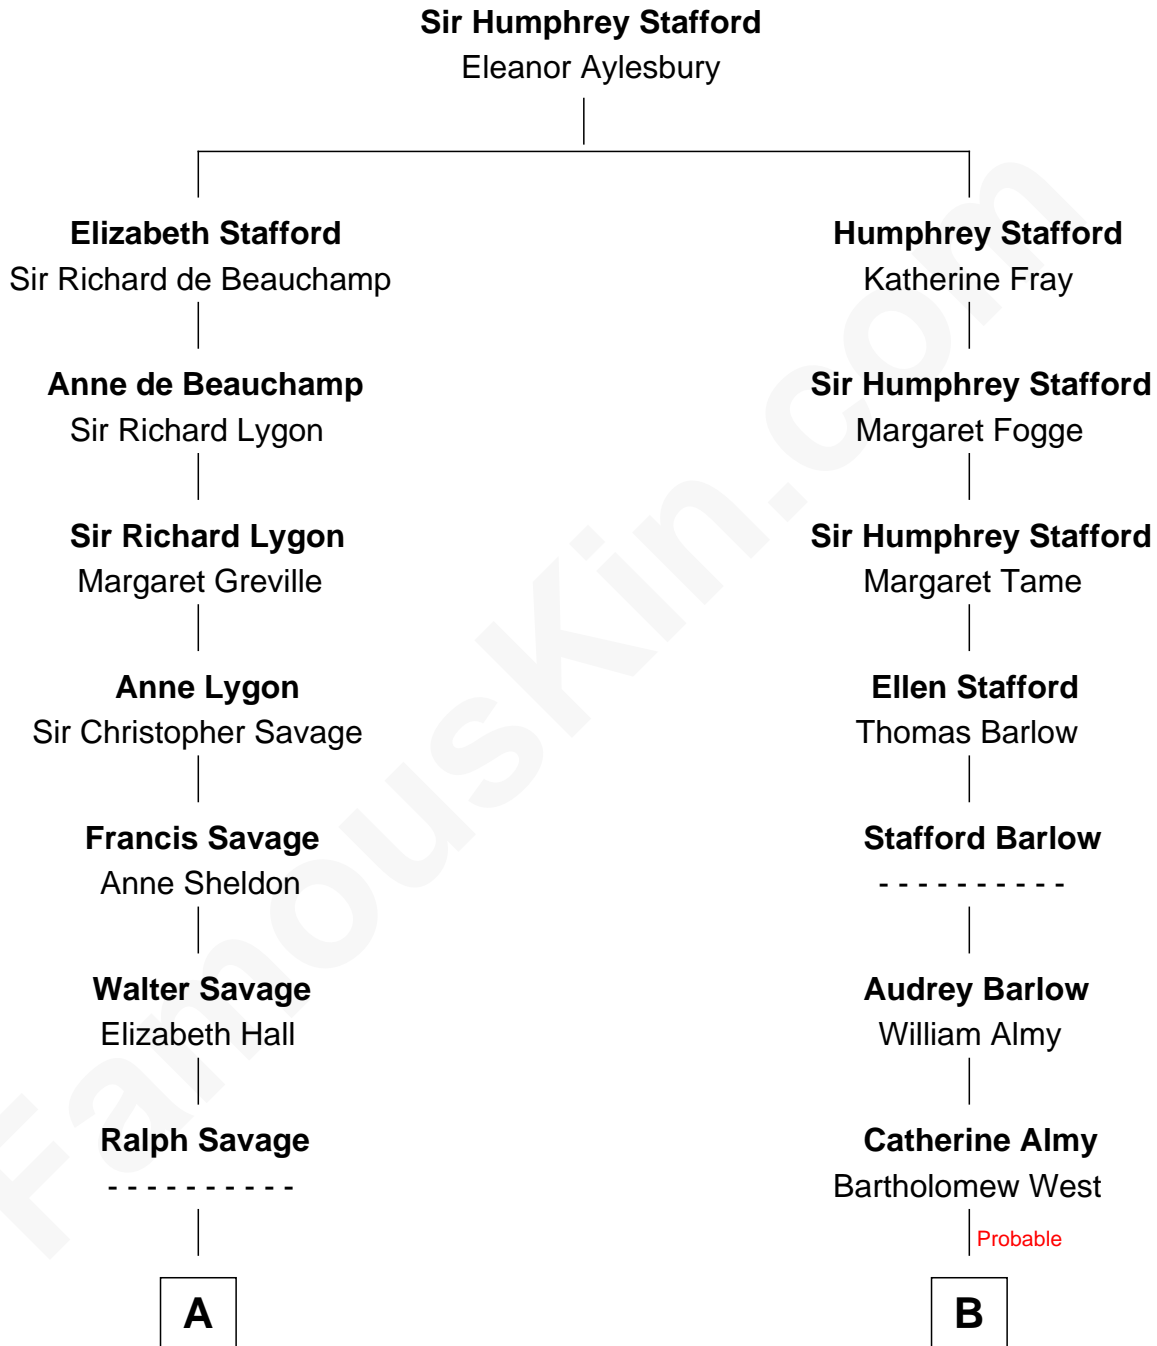 Sir Humphrey Stafford
Eleanor Aylesbury
Elizabeth Stafford
Sir Richard de Beauchamp
Anne de Beauchamp
Sir Richard Lygon
Sir Richard Lygon
Margaret Greville
Anne Lygon
Sir Christopher Savage
Francis Savage
Anne Sheldon
Walter Savage
Elizabeth Hall
Ralph Savage
- - - - - - - - - -
A
Humphrey Stafford
Katherine Fray
Sir Humphrey Stafford
Margaret Fogge
Sir Humphrey Stafford
Margaret Tame
Ellen Stafford
Thomas Barlow
Stafford Barlow
- - - - - - - - - -
Audrey Barlow
William Almy
Catherine Almy
Bartholomew West
Probable
B
FamousKin.com